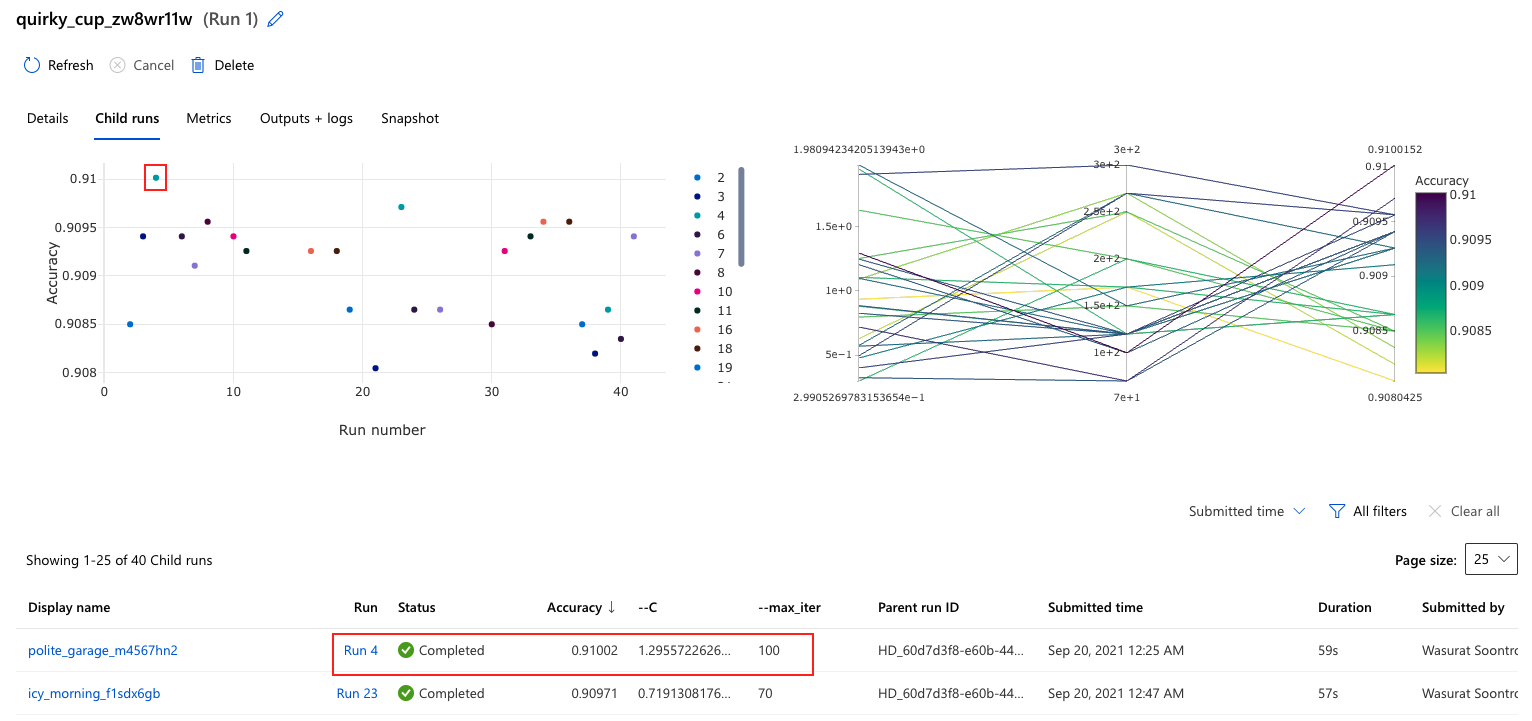 quirky_cup_zw8wr11w (Run 1)
Refresh Cancel Delete
Details Child runs Metrics Outputs + logs Snapshot
0.91
0.9095
0.909
0.9085
0.908
Accuracy
0 10 20 30 40
Run number
2
3
4
6
7
8
10
11
16
18
19
1.9809423420513943e+0
1.5e+0
1e+0
5e−1
2.9905269783153654e−1
3e+2
3e+2
2.5e+2
2e+2
1.5e+2
1e+2
7e+1
0.9100152
0.91
0.9095
0.909
0.9085
0.9080425
Accuracy
0.91
0.9095
0.909
0.9085
Submitted time All filters Clear all
Showing 1-25 of 40 Child runs Page size: 25
Display name Run Status Accuracy ↓ --C --max_iter Parent run ID Submitted time Duration Submitted by
polite_garage_m4567hn2 Run 4 Completed 0.91002 1.2955722626... 100 HD_60d7d3f8-e60b-44... Sep 20, 2021 12:25 AM 59s Wasurat Soontro
icy_morning_f1sdx6gb Run 23 Completed 0.90971 0.7191308176... 70 HD_60d7d3f8-e60b-44... Sep 20, 2021 12:47 AM 57s Wasurat Soontro